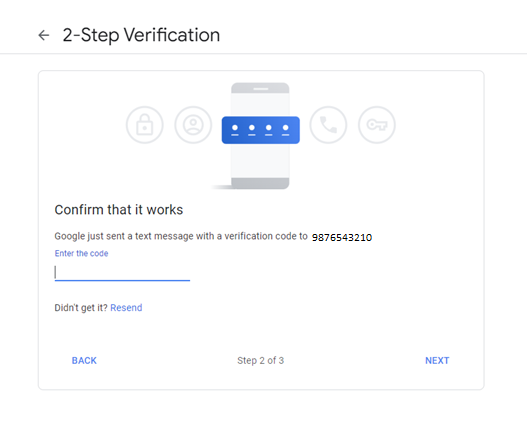 2-Step Verification
Confirm that it works
Google just sent a text message with a verification code to 9876543210
Enter the code
Didn't get it? Resend
BACK Step 2 of 3 NEXT